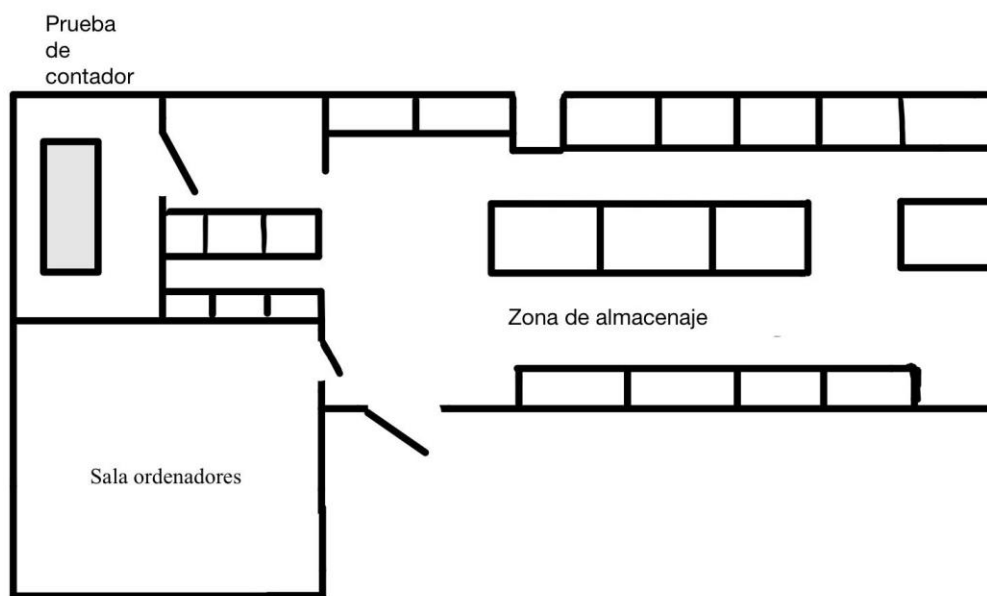 Prueba
de
contador
Zona de almacenaje
Sala ordenadores